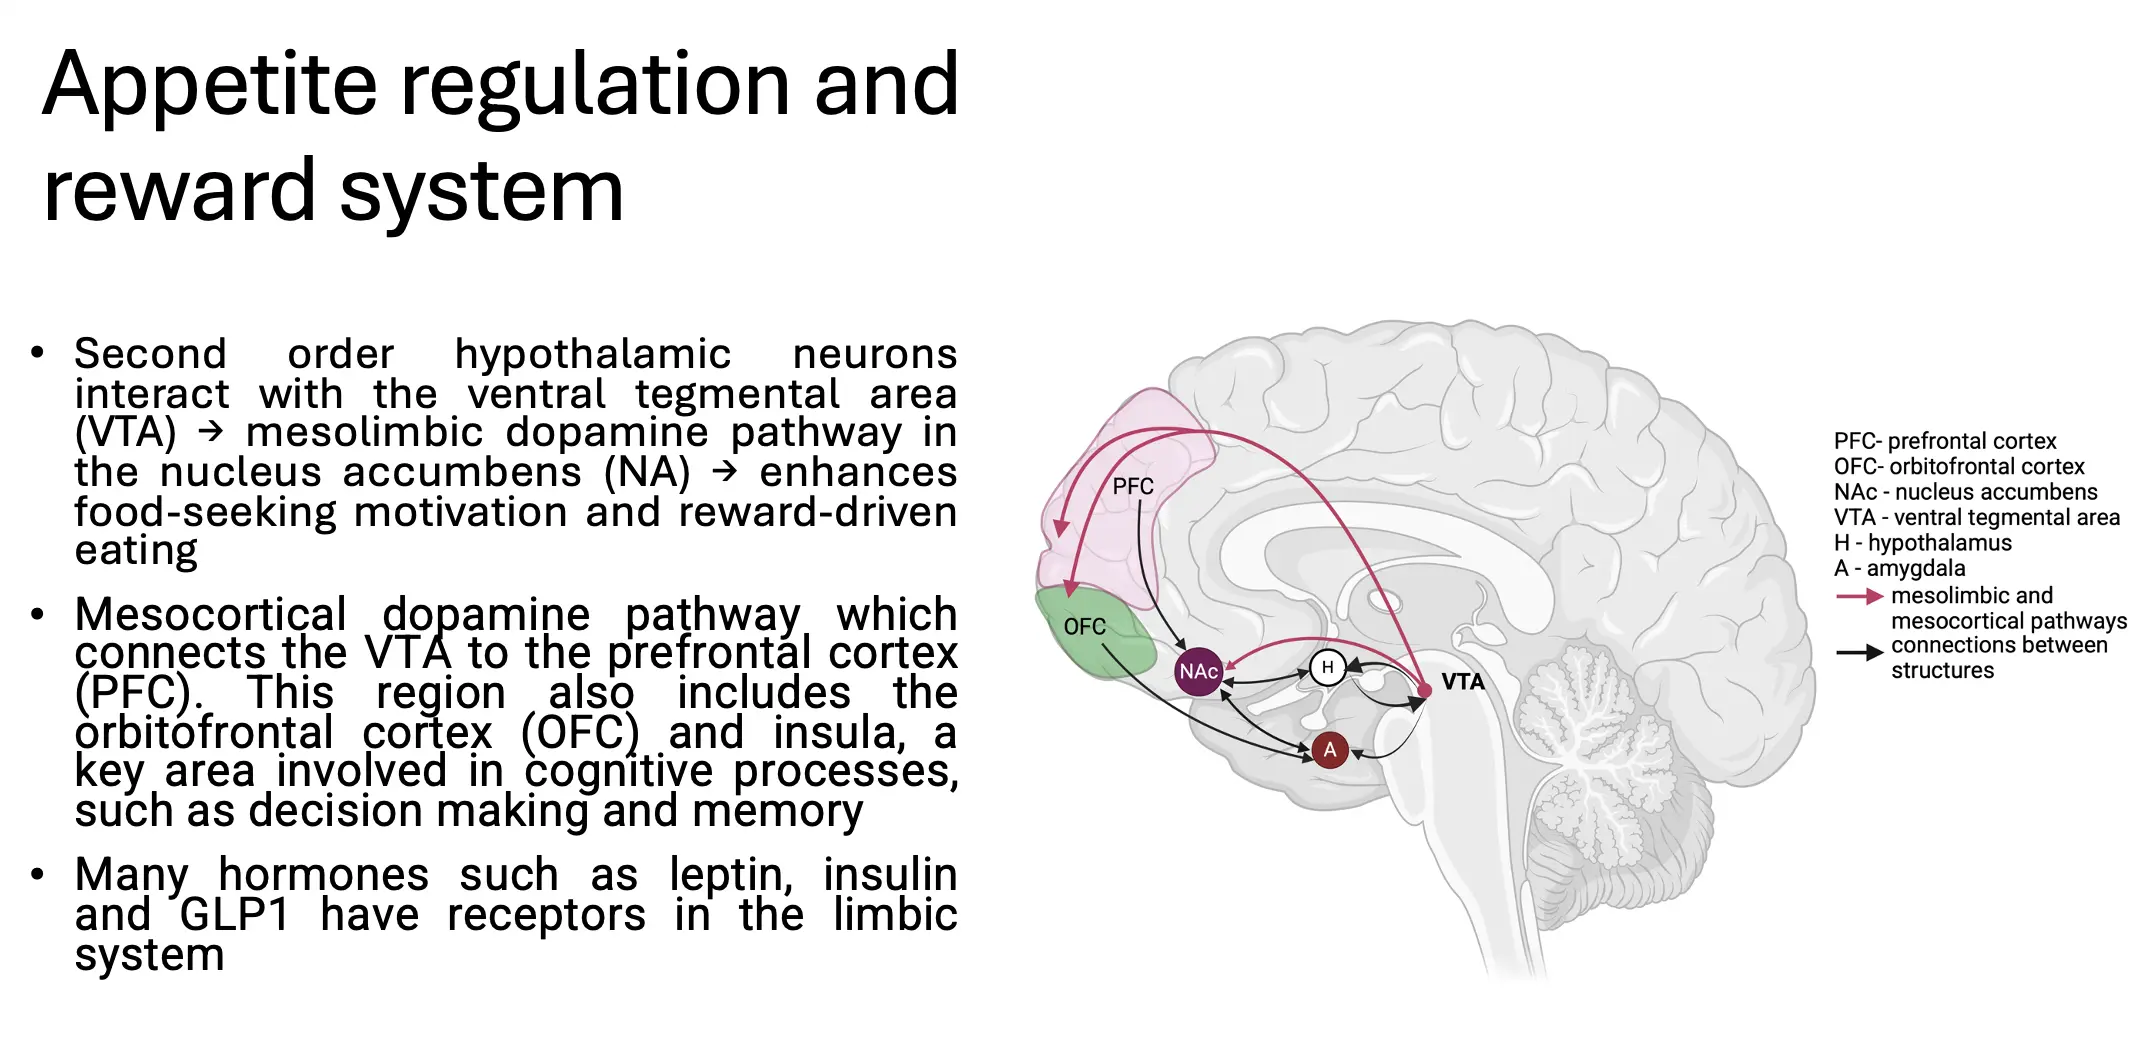 Appetite regulation and
reward system
• Second order hypothalamic neurons
interact with the ventral tegmental area
(VTA) → mesolimbic dopamine pathway in
the nucleus accumbens (NA) → enhances
food-seeking motivation and reward-driven
eating
• Mesocortical dopamine pathway which
connects the VTA to the prefrontal cortex
(PFC). This region also includes the
orbitofrontal cortex (OFC) and insula, a
key area involved in cognitive processes,
such as decision making and memory
• Many hormones such as leptin, insulin
and GLP1 have receptors in the limbic
system
PFC
OFC
NAc
H
VTA
A
PFC- prefrontal cortex
OFC- orbitofrontal cortex
NAc - nucleus accumbens
VTA - ventral tegmental area
H - hypothalamus
A - amygdala
mesolimbic and
mesocortical pathways
connections between
structures